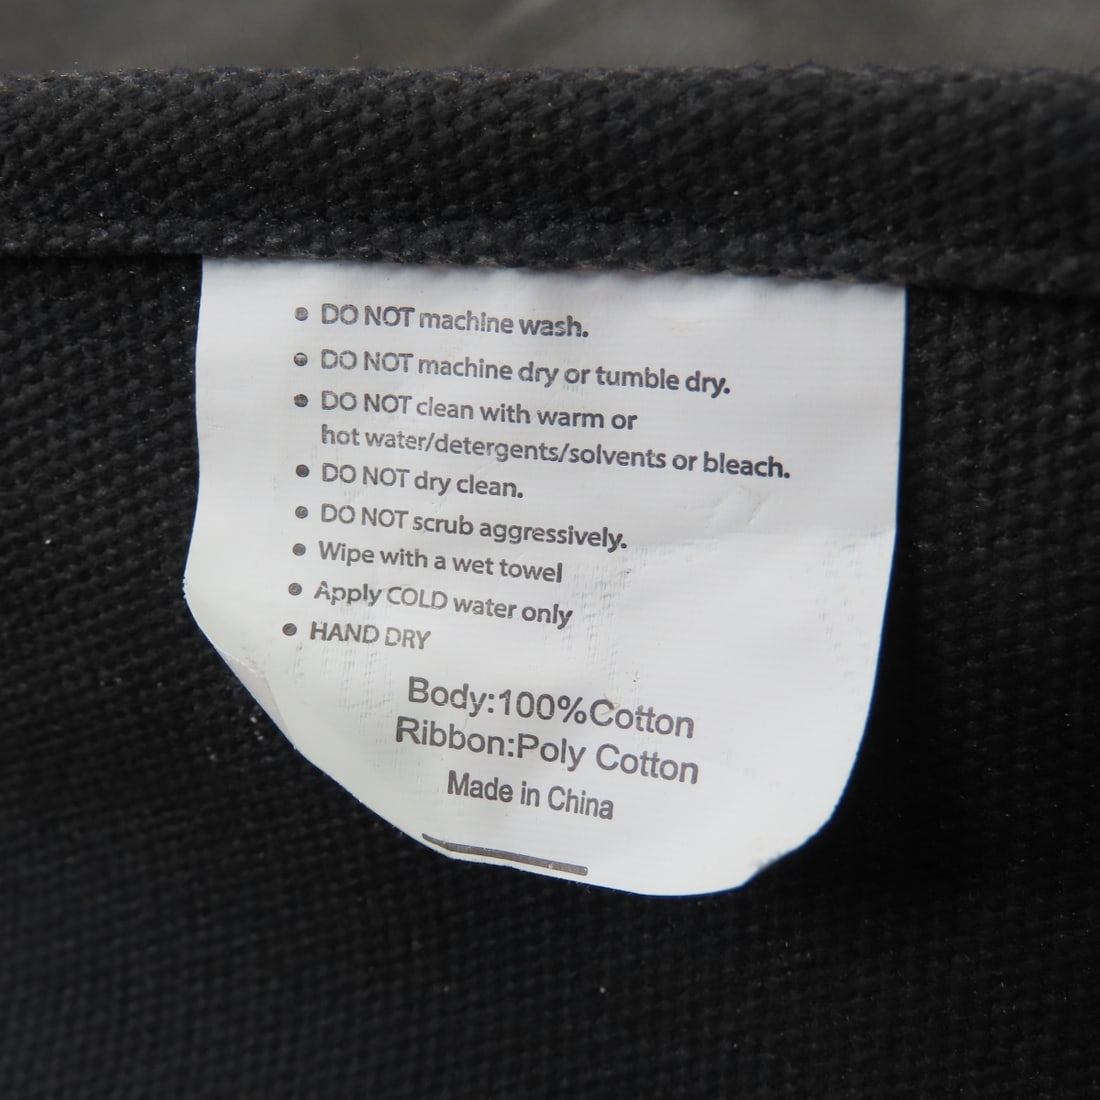 • DO NOT machine wash.
• DO NOT machine dry or tumble dry.
• DO NOT clean with warm or
hot water/detergents/solvents or bleach.
• DO NOT dry clean.
• DO NOT scrub aggressively.
• Wipe with a wet towel
• Apply COLD water only
• HAND DRY
Body:100%Cotton
Ribbon:Poly Cotton
Made in China